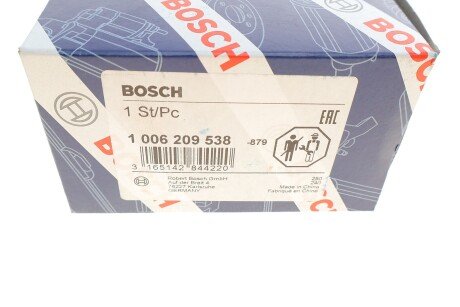 BOSCH
BOSCH
BOSCH
1 St/Pc
EAC
1 006 209 538 -879
3 165142 844220
Robert Bosch GmbH
Auf der Breit 4
76227 Karlsruhe
GERMANY
Made in China
Fabriqué en Chine